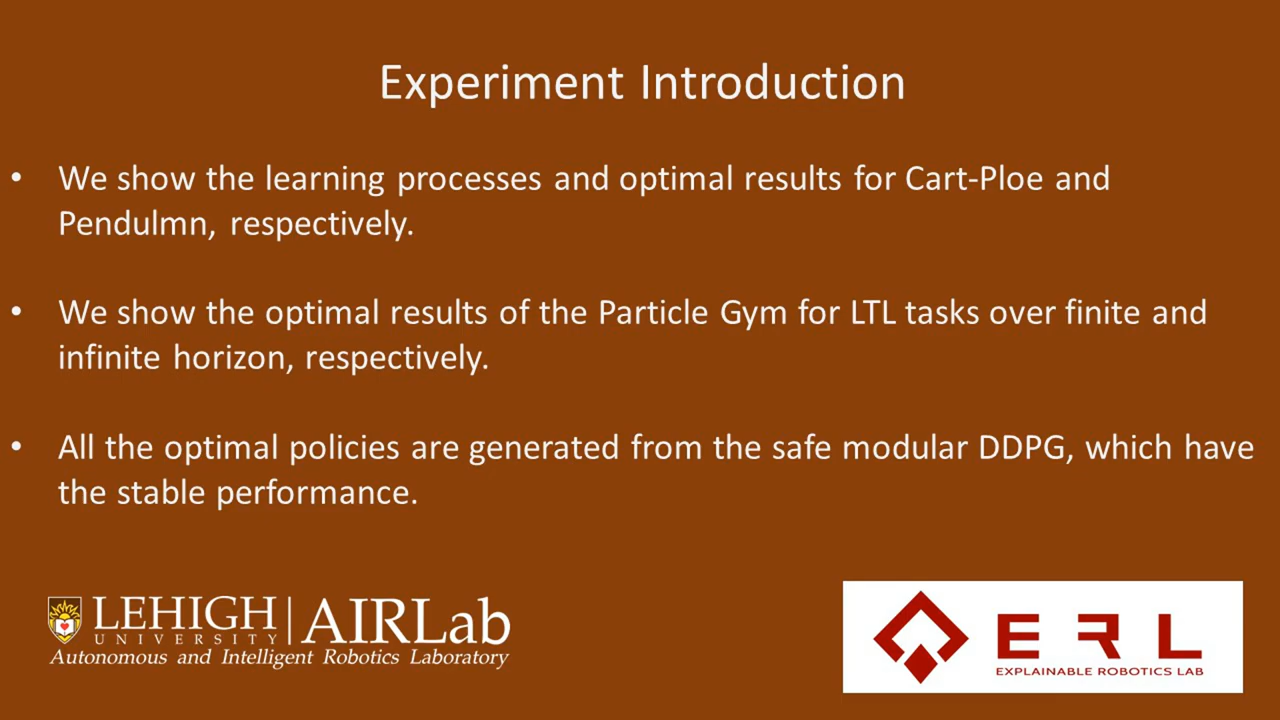 Experiment Introduction
• We show the learning processes and optimal results for Cart-Ploe and
Pendulmn, respectively.
• We show the optimal results of the Particle Gym for LTL tasks over finite and
infinite horizon, respectively.
• All the optimal policies are generated from the safe modular DDPG, which have
the stable performance.
LEHIGH
UNIVERSITY
AIRLab
Autonomous and Intelligent Robotics Laboratory
ERL
EXPLAINABLE ROBOTICS LAB